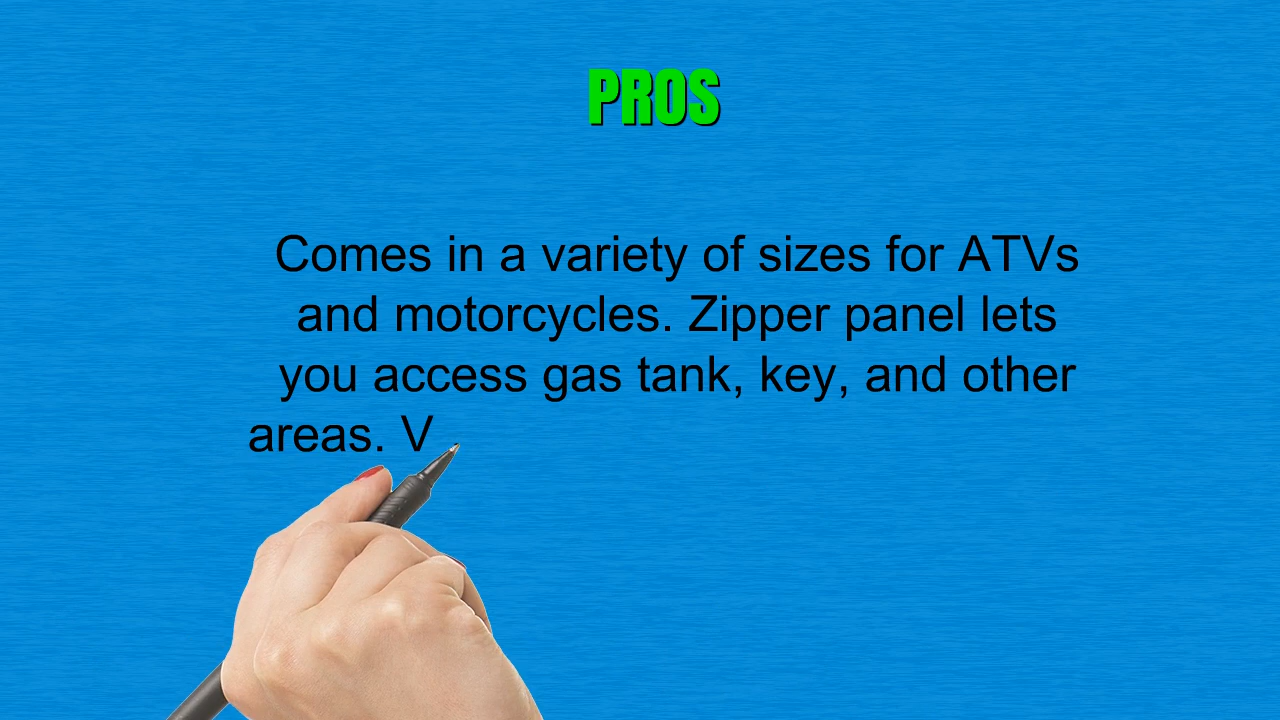 PROS
Comes in a variety of sizes for ATVs
and motorcycles. Zipper panel lets
you access gas tank, key, and other
areas. V